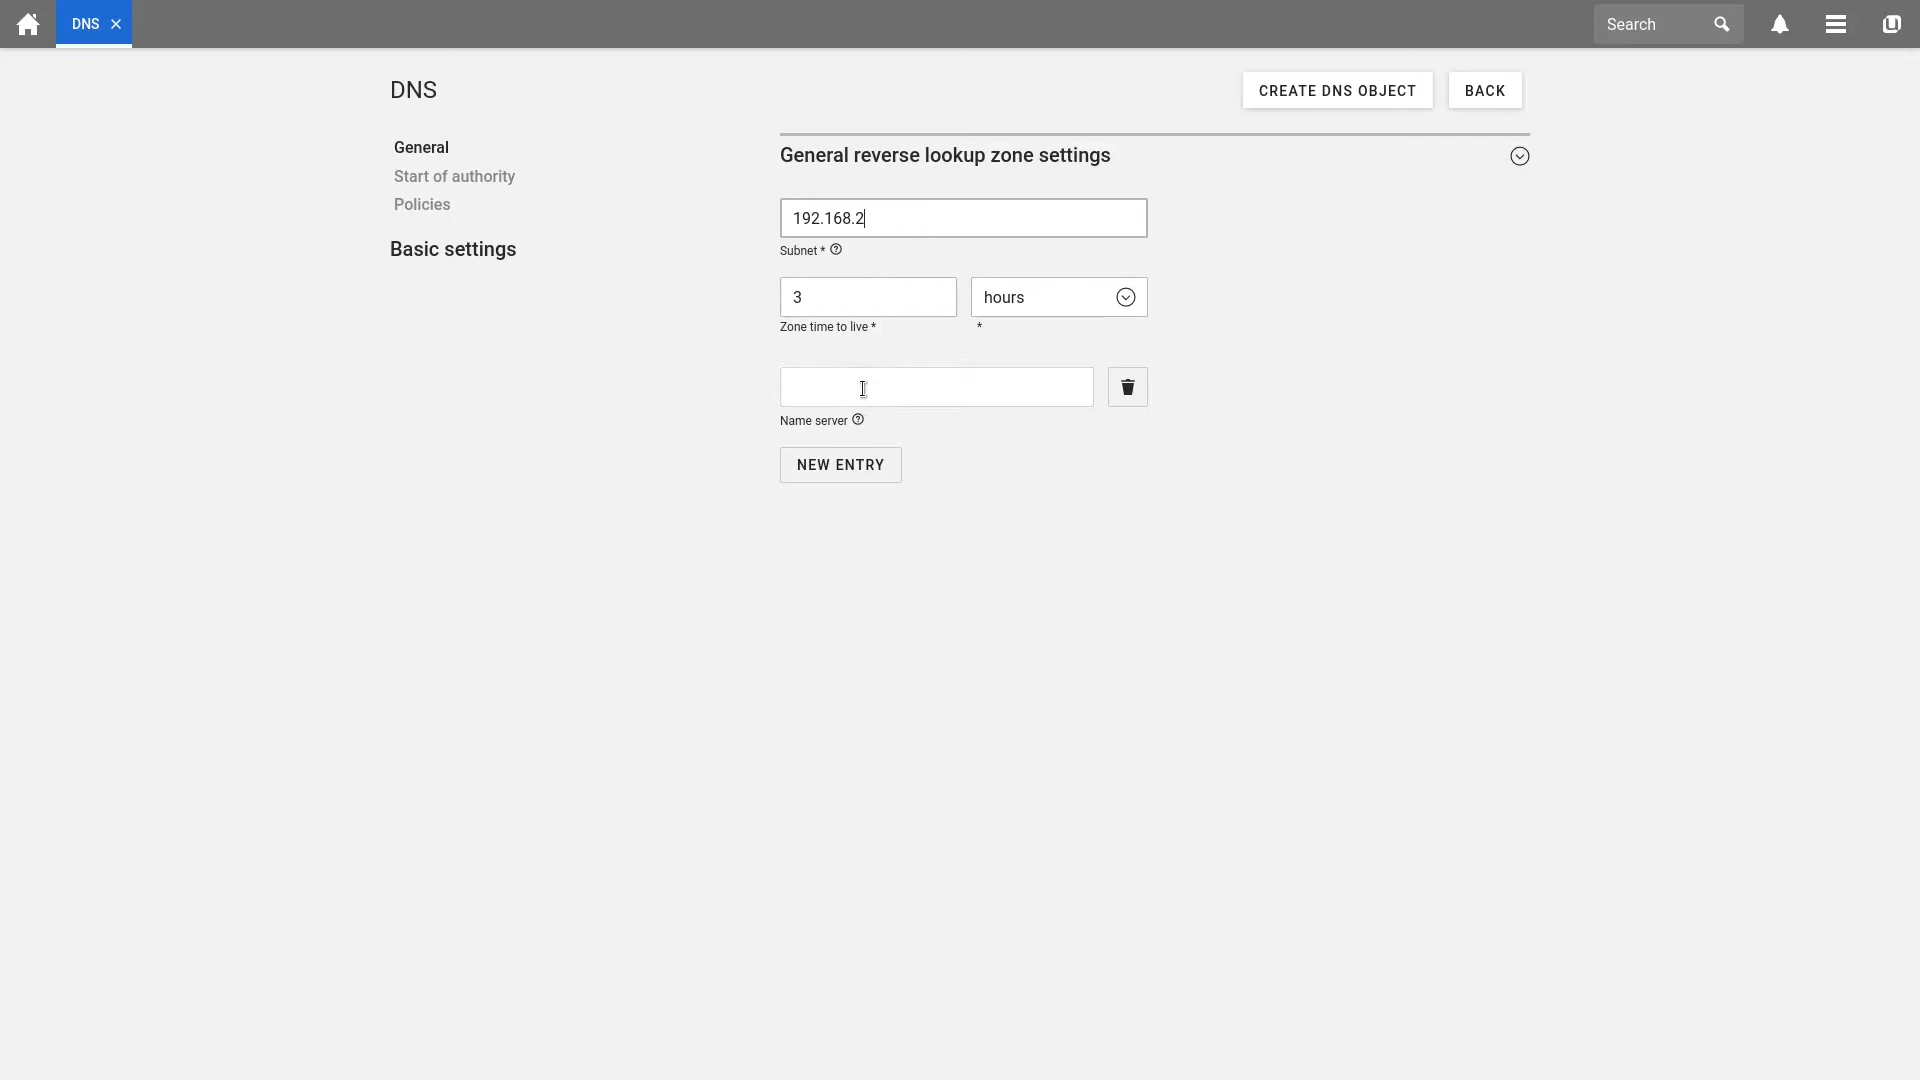 DNS
Search
DNS
CREATE DNS OBJECT
BACK
General
Start of authority
Policies
Basic settings
General reverse lookup zone settings
192.168.2
Subnet *
3
hours
Zone time to live *
*
Name server
NEW ENTRY